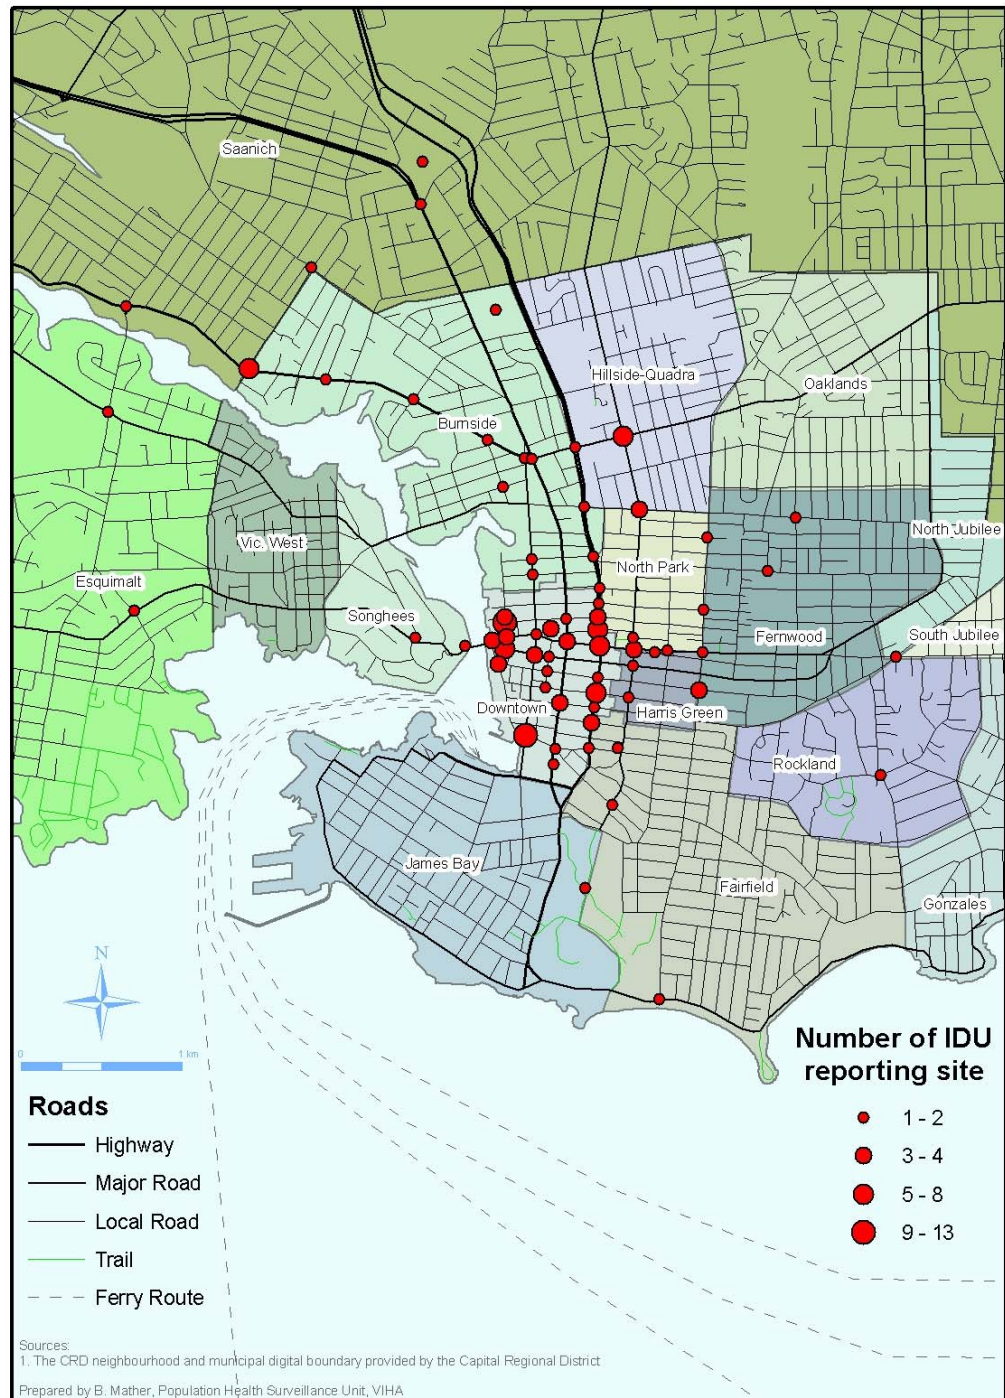 Saanich
Hillside-Quadra
Oaklands
Burnside
North Jubilee
Vic. West
North Park
Esquimalt
Songhees
Fernwood
South Jubilee
Downtown
Harris Green
Rockland
James Bay
Fairfield
Gonzales
N
0
1 km
Number of IDU
reporting site
1 - 2
3 - 4
5 - 8
9 - 13
Roads
Highway
Major Road
Local Road
Trail
Ferry Route
Sources:
1. The CRD neighbourhood and municipal digital boundary provided by the Capital Regional District
Prepared by B. Mather, Population Health Surveillance Unit, VIHA